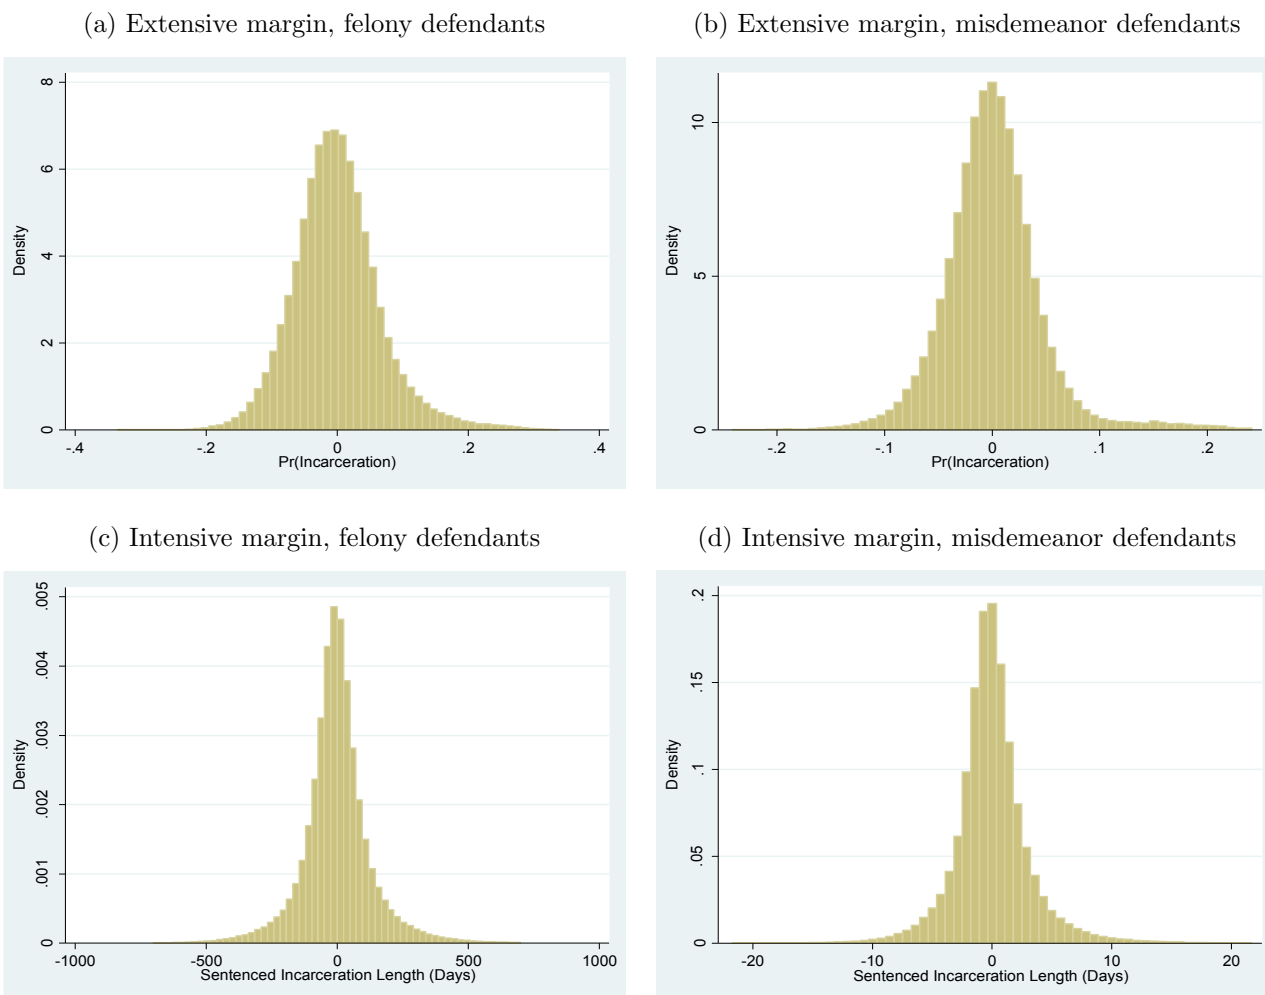 (a) Extensive margin, felony defendants
8
6
4
2
0
Density
-.4 -.2 0 .2 .4
Pr(Incarceration)
(b) Extensive margin, misdemeanor defendants
10
5
0
Density
-.2 -.1 0 .1 .2
Pr(Incarceration)
(c) Intensive margin, felony defendants
.005
.004
.003
.002
.001
0
Density
-1000 -500 0 500 1000
Sentenced Incarceration Length (Days)
(d) Intensive margin, misdemeanor defendants
.2
.15
.1
.05
0
Density
-20 -10 0 10 20
Sentenced Incarceration Length (Days)